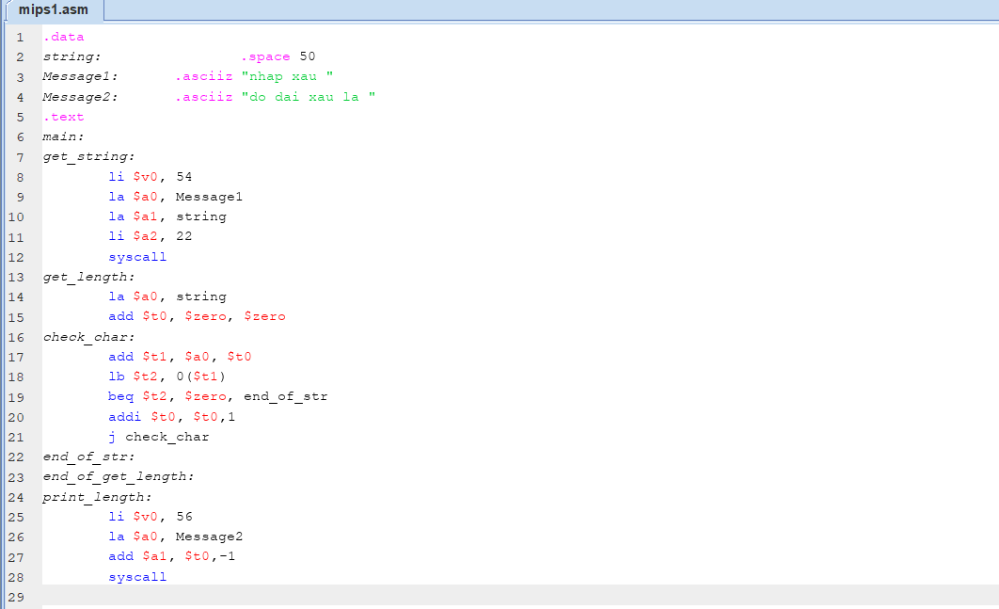 mips1.asm
1 .data
2 string: .space 50
3 Message1: .asciiz "nhap xau "
4 Message2: .asciiz "do dai xau la "
5 .text
6 main:
7 get_string:
8 li $v0, 54
9 la $a0, Message1
10 la $a1, string
11 li $a2, 22
12 syscall
13 get_length:
14 la $a0, string
15 add $t0, $zero, $zero
16 check_char:
17 add $t1, $a0, $t0
18 lb $t2, 0($t1)
19 beq $t2, $zero, end_of_str
20 addi $t0, $t0,1
21 j check_char
22 end_of_str:
23 end_of_get_length:
24 print_length:
25 li $v0, 56
26 la $a0, Message2
27 add $a1, $t0,-1
28 syscall
29